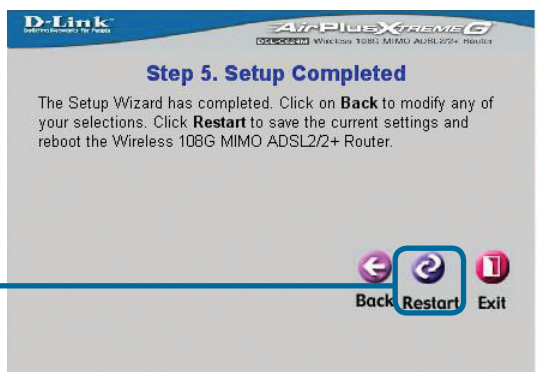 D-Link
Building Networks for People
AirPlusXtremeG
Wireless 108G MIMO ADSL2/2+ Router
Step 5. Setup Completed
The Setup Wizard has completed. Click on Back to modify any of
your selections. Click Restart to save the current settings and
reboot the Wireless 108G MIMO ADSL2/2+ Router.
Back Restart Exit